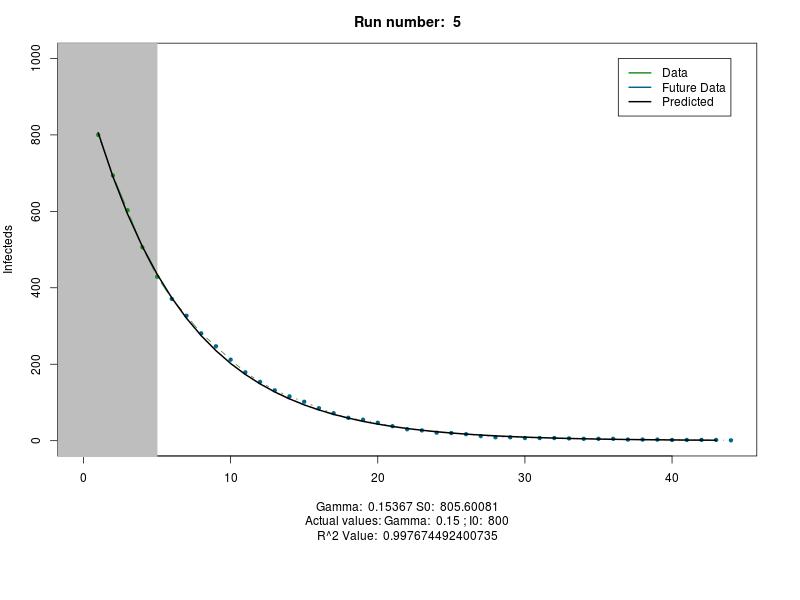 Run number:  5
1000
800
600
400
200
0
Infecteds
Data
Future Data
Predicted
0 10 20 30 40
Gamma:  0.15367 S0:  805.60081
Actual values: Gamma:  0.15 ; I0:  800
R^2 Value:  0.997674492400735